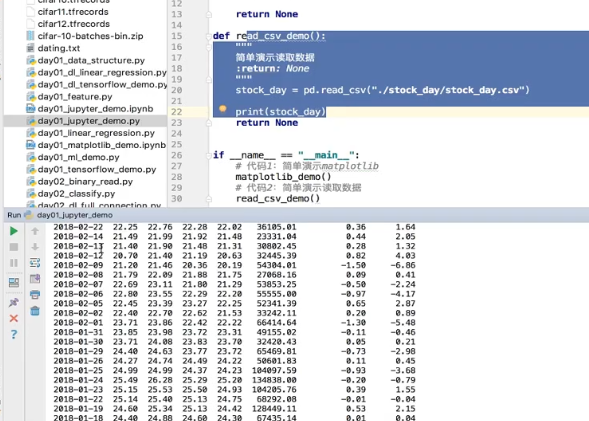 cifar10.tfrecords
cifar11.tfrecords
cifar12.tfrecords
cifar-10-batches-bin.zip
dating.txt
day01_data_structure.py
day01_dl_linear_regression.py
day01_dl_tensorflow_demo.py
day01_feature.py
day01_jupyter_demo.ipynb
day01_jupyter_demo.py
day01_linear_regression.py
day01_matplotlib_demo.ipynb
day01_ml_demo.py
day01_tensorflow_demo.py
day02_binary_read.py
day02_classify.py
day02_dl_full_connection.py
12
13 return None
14
15 def read_csv_demo():
16 """
17 简单演示读取数据
18 :return: None
19 """
20 stock_day = pd.read_csv("./stock_day/stock_day.csv")
21
22 print(stock_day)
23 return None
24
25
26 if __name__ == "__main__":
27 # 代码1: 简单演示matplotlib
28 matplotlib_demo()
29 # 代码2: 简单演示读取数据
30 read_csv_demo()
Run day01_jupyter_demo
2018-02-22 22.25 22.76 22.28 22.02 36105.01 0.36 1.64
2018-02-14 21.49 21.99 21.92 21.48 23331.04 0.44 2.05
2018-02-13 21.40 21.90 21.48 21.31 30802.45 0.28 1.32
2018-02-12 20.70 21.40 21.19 20.63 32445.39 0.82 4.03
2018-02-09 21.20 21.46 20.36 20.19 54304.01 -1.50 -6.86
2018-02-08 21.79 22.09 21.88 21.75 27068.16 0.09 0.41
2018-02-07 22.69 23.11 21.80 21.29 53853.25 -0.50 -2.24
2018-02-06 22.80 23.55 22.29 22.20 55555.00 -0.97 -4.17
2018-02-05 22.45 23.39 23.27 22.25 52341.39 0.65 2.87
2018-02-02 22.40 22.70 22.62 21.53 33242.11 0.20 0.89
2018-02-01 23.71 23.86 22.42 22.22 66414.64 -1.30 -5.48
2018-01-31 23.85 23.98 23.72 23.31 49155.02 -0.11 -0.46
2018-01-30 23.71 24.08 23.83 23.70 32420.43 0.05 0.21
2018-01-29 24.40 24.63 23.77 23.72 65469.81 -0.73 -2.98
2018-01-26 24.27 24.74 24.49 24.22 50601.83 0.11 0.45
2018-01-25 24.99 24.99 24.37 24.23 104097.59 -0.93 -3.68
2018-01-24 25.49 26.28 25.29 25.20 134838.00 -0.20 -0.79
2018-01-23 25.15 25.53 25.50 24.93 104205.76 0.39 1.55
2018-01-22 25.14 25.40 25.13 24.75 68292.08 -0.01 -0.04
2018-01-19 24.60 25.34 25.13 24.42 128449.11 0.53 2.15
2018-01-18 24.40 24.88 24.60 24.30 67435.14 0.01 0.04